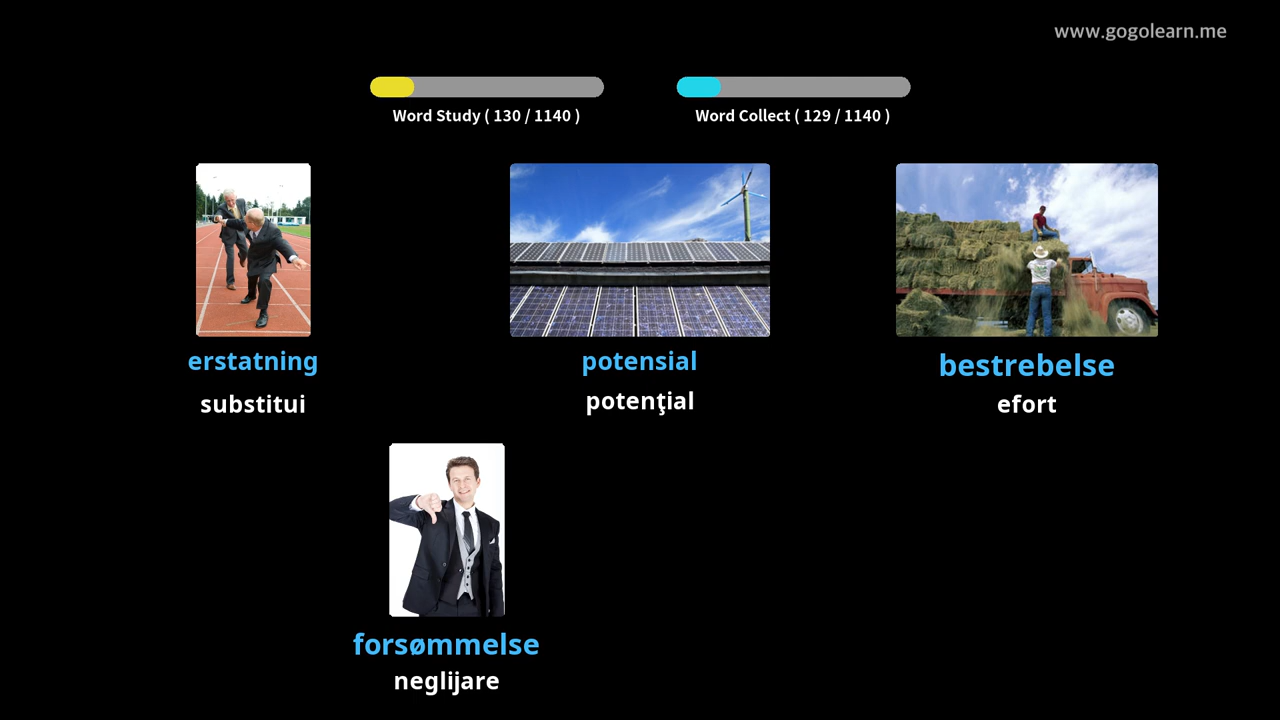 www.gogolearn.me
Word Study ( 130 / 1140 )
Word Collect ( 129 / 1140 )
erstatning
potensial
bestrebelse
substitui
potenţial
efort
forsømmelse
neglijare